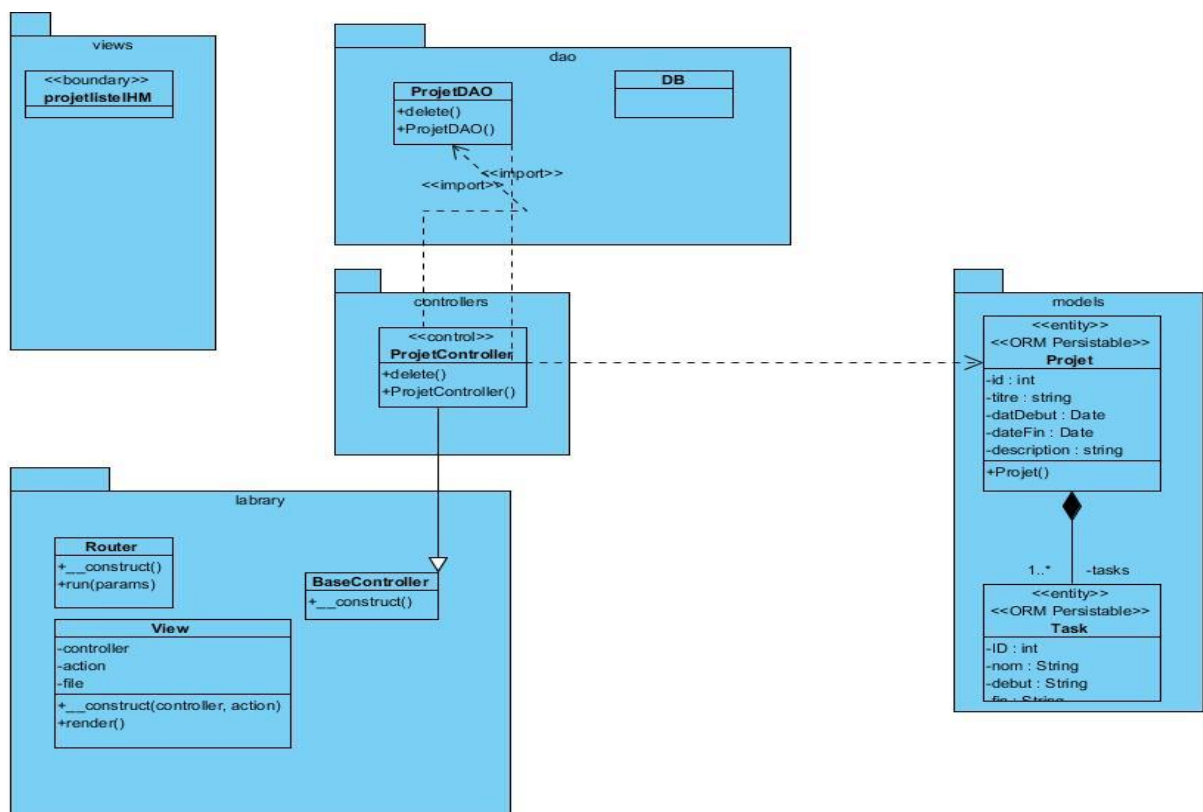 views
<<boundary>>
projetlisteIHM
dao
ProjetDAO
+delete()
+ProjetDAO()
DB
<<import>>
<<import>>
controllers
<<control>>
ProjetController
+delete()
+ProjetController()
models
<<entity>>
<<ORM Persistable>>
Projet
-id : int
-titre : string
-datDebut : Date
-dateFin : Date
-description : string
+Projet()
1..*
-tasks
<<entity>>
<<ORM Persistable>>
Task
-ID : int
-nom : String
-debut : String
-fin : String
labrary
Router
+__construct()
+run(params)
BaseController
+__construct()
View
-controller
-action
-file
+__construct(controller, action)
+render()